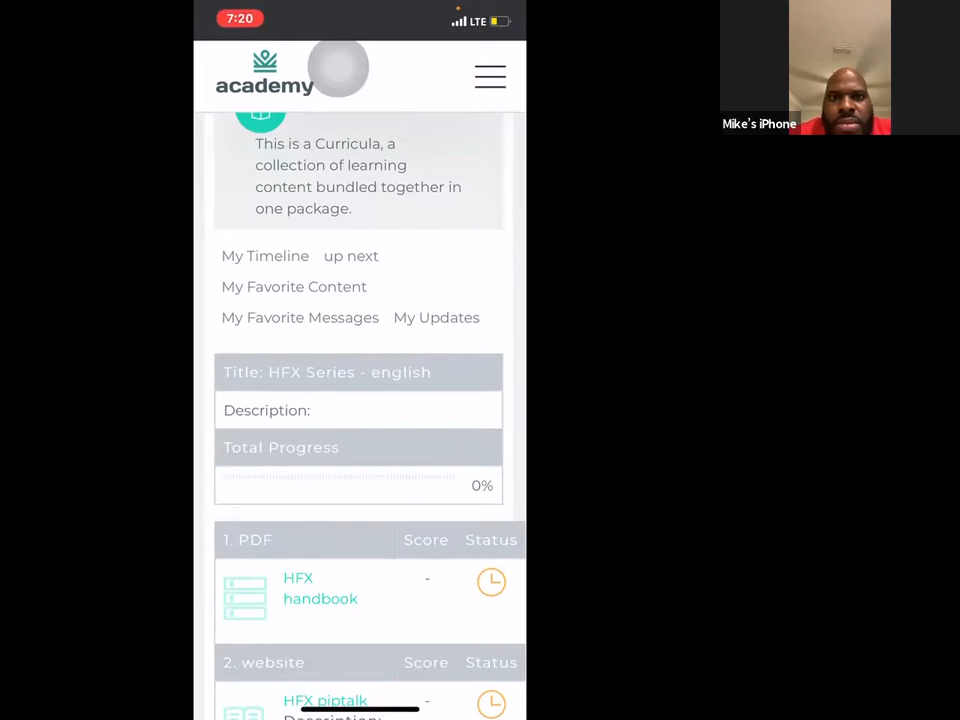 7:20
LTE
academy
This is a Curricula, a
collection of learning
content bundled together in
one package.
My Timeline up next
My Favorite Content
My Favorite Messages My Updates
Title: HFX Series - english
Description:
Total Progress
0%
1. PDF Score Status
HFX -
handbook
2. website Score Status
HFX piptalk -
Description:
Mike's iPhone